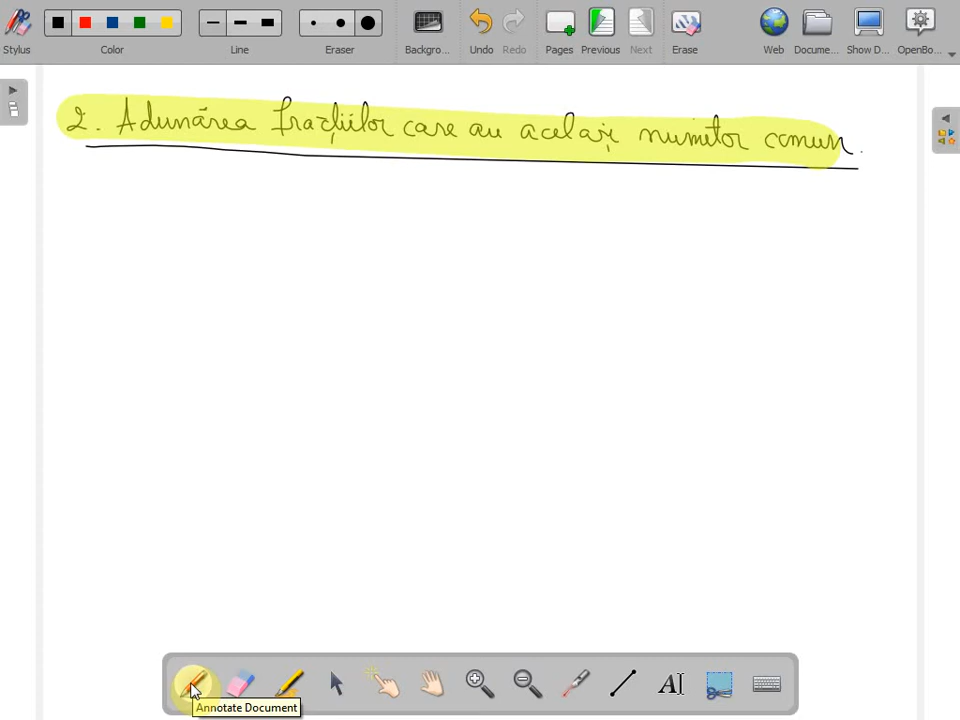 Stylus
Color
Line
Eraser
Backgro...
Undo
Redo
Pages
Previous
Next
Erase
Web
Docume...
Show D...
OpenBo...
2. Adunarea fracțiilor care au același numitor comun.
AI
Annotate Document